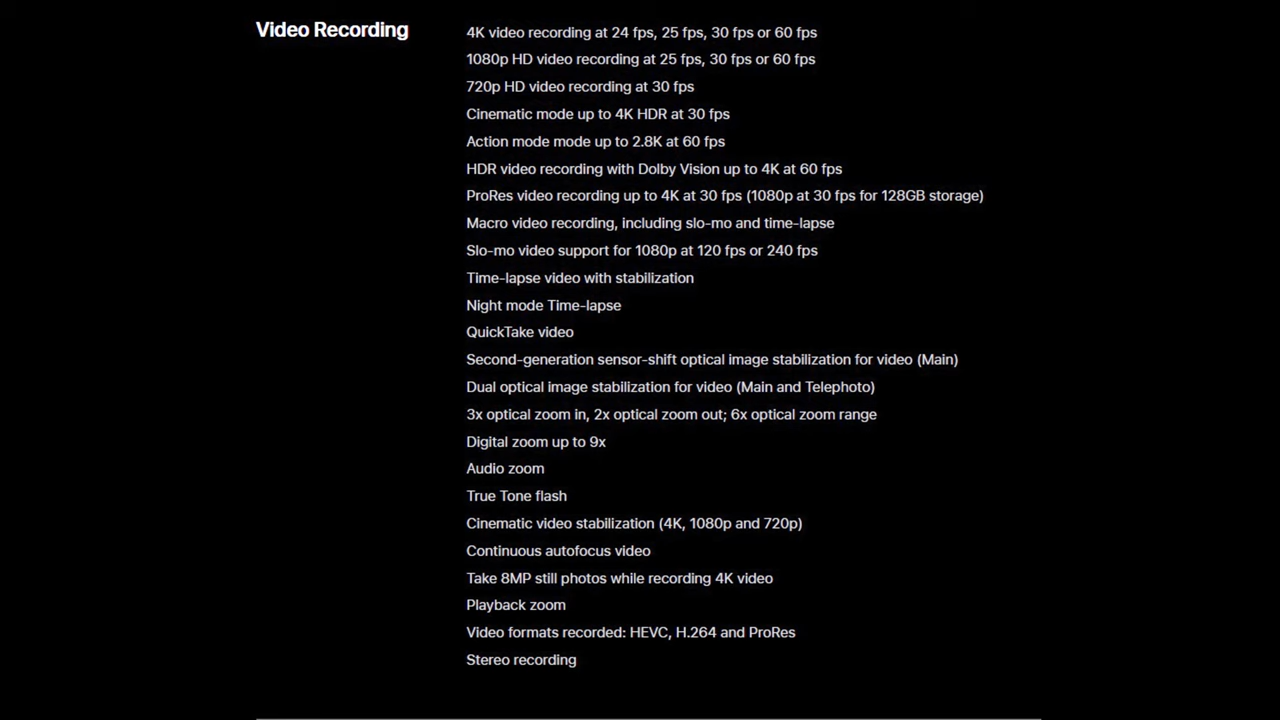 Video Recording
4K video recording at 24 fps, 25 fps, 30 fps or 60 fps
1080p HD video recording at 25 fps, 30 fps or 60 fps
720p HD video recording at 30 fps
Cinematic mode up to 4K HDR at 30 fps
Action mode mode up to 2.8K at 60 fps
HDR video recording with Dolby Vision up to 4K at 60 fps
ProRes video recording up to 4K at 30 fps (1080p at 30 fps for 128GB storage)
Macro video recording, including slo-mo and time-lapse
Slo-mo video support for 1080p at 120 fps or 240 fps
Time-lapse video with stabilization
Night mode Time-lapse
QuickTake video
Second-generation sensor-shift optical image stabilization for video (Main)
Dual optical image stabilization for video (Main and Telephoto)
3x optical zoom in, 2x optical zoom out; 6x optical zoom range
Digital zoom up to 9x
Audio zoom
True Tone flash
Cinematic video stabilization (4K, 1080p and 720p)
Continuous autofocus video
Take 8MP still photos while recording 4K video
Playback zoom
Video formats recorded: HEVC, H.264 and ProRes
Stereo recording